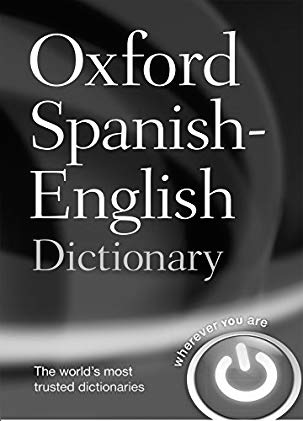 Oxford
Spanish-
English
Dictionary
wherever you are
The world's most
trusted dictionaries